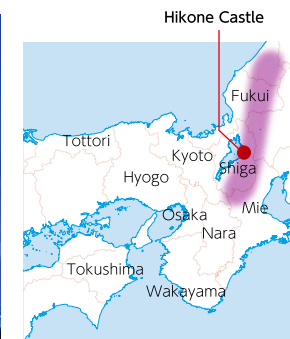 Hikone Castle
Fukui
Tottori
Kyoto
Shiga
Hyogo
Mie
Osaka
Nara
Tokushima
Wakayama